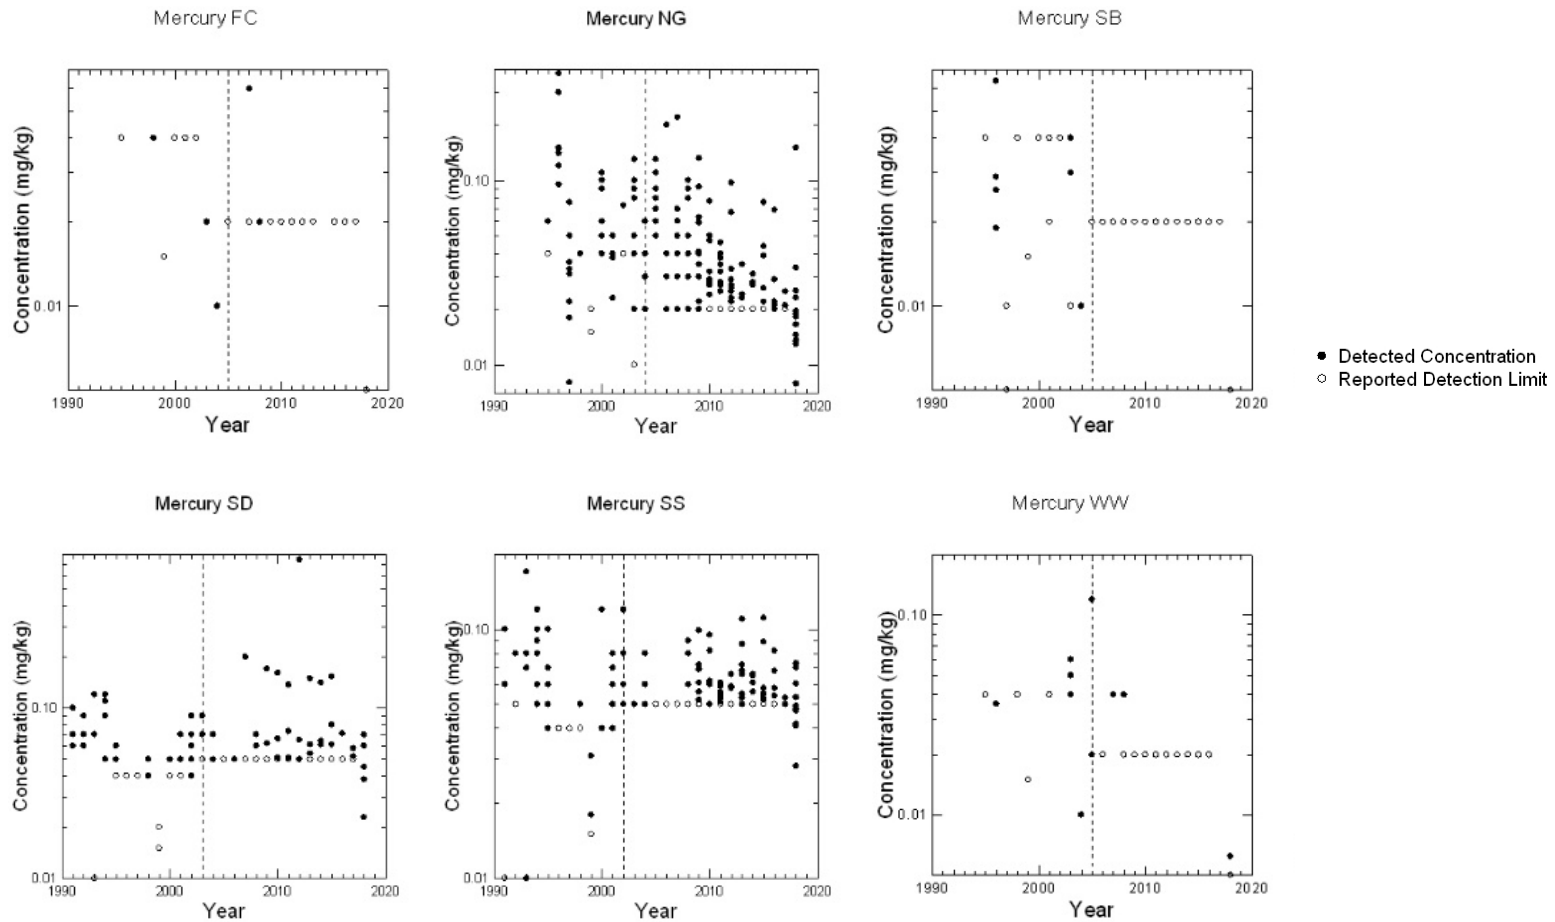 Mercury FC
Mercury NG
Mercury SB
Concentration (mg/kg)
0.01
1990 2000 2010 2020
Year
Concentration (mg/kg)
0.10
0.01
1990 2000 2010 2020
Year
Concentration (mg/kg)
0.01
1990 2000 2010 2020
Year
Detected Concentration
Reported Detection Limit
Mercury SD
Mercury SS
Mercury WW
Concentration (mg/kg)
0.10
0.01
1990 2000 2010 2020
Year
Concentration (mg/kg)
0.10
0.01
1990 2000 2010 2020
Year
Concentration (mg/kg)
0.10
0.01
1990 2000 2010 2020
Year